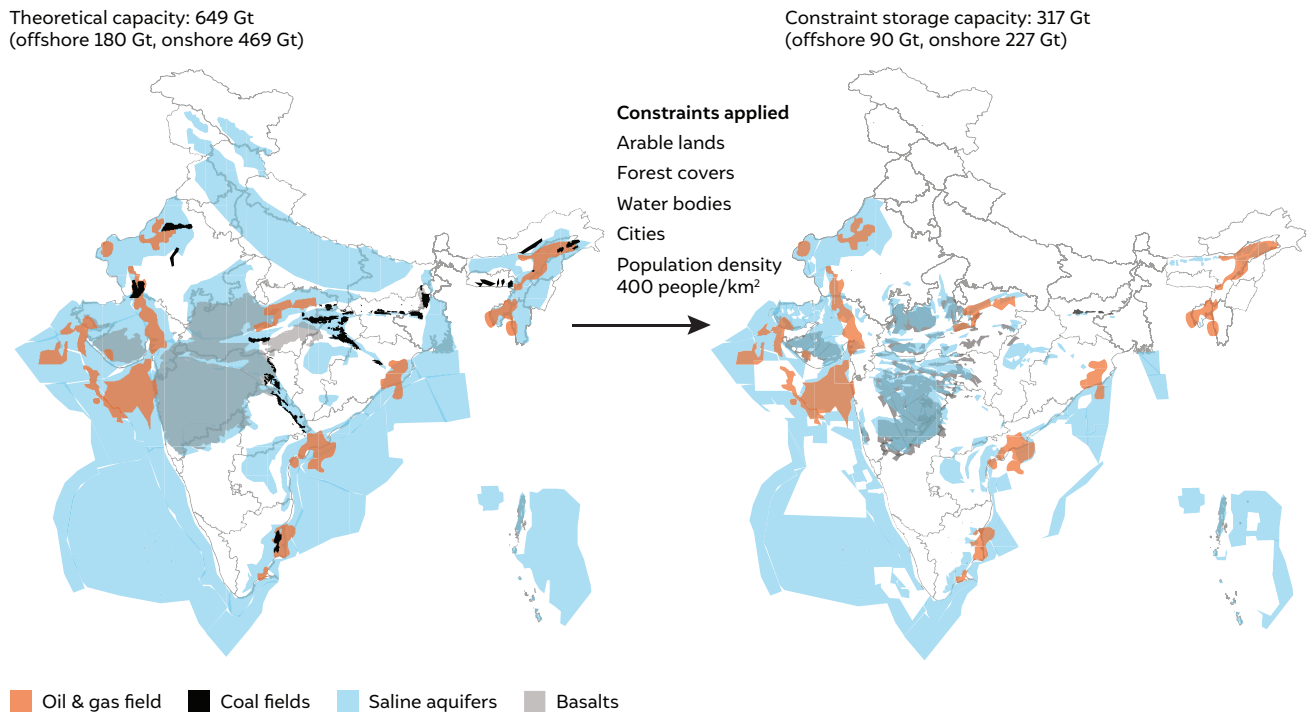 Theoretical capacity: 649 Gt
(offshore 180 Gt, onshore 469 Gt)
Constraint storage capacity: 317 Gt
(offshore 90 Gt, onshore 227 Gt)
Constraints applied
Arable lands
Forest covers
Water bodies
Cities
Population density
400 people/km²
Oil & gas field
Coal fields
Saline aquifers
Basalts